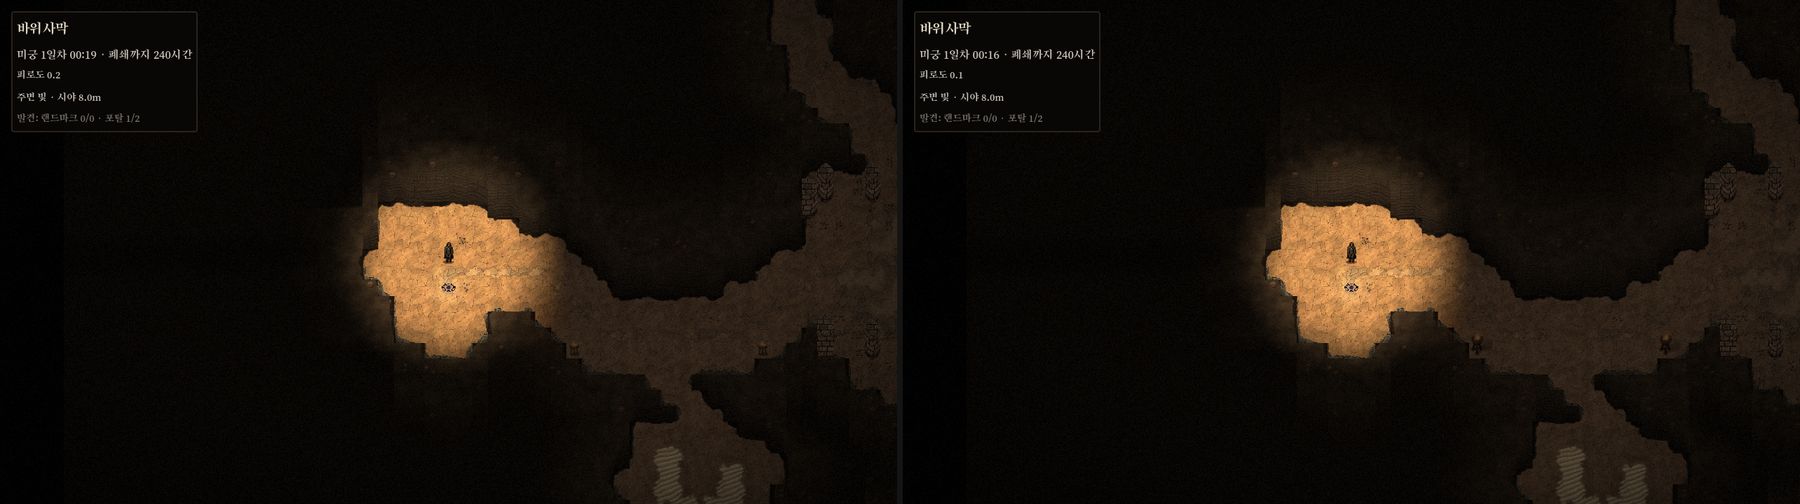 바위사막
미궁 1일차 00:19 · 폐쇄까지 240시간
피로도 0.2
주변 빛 · 시야 8.0m
발견: 랜드마크 0/0 · 포탈 1/2
바위사막
미궁 1일차 00:16 · 폐쇄까지 240시간
피로도 0.1
주변 빛 · 시야 8.0m
발견: 랜드마크 0/0 · 포탈 1/2